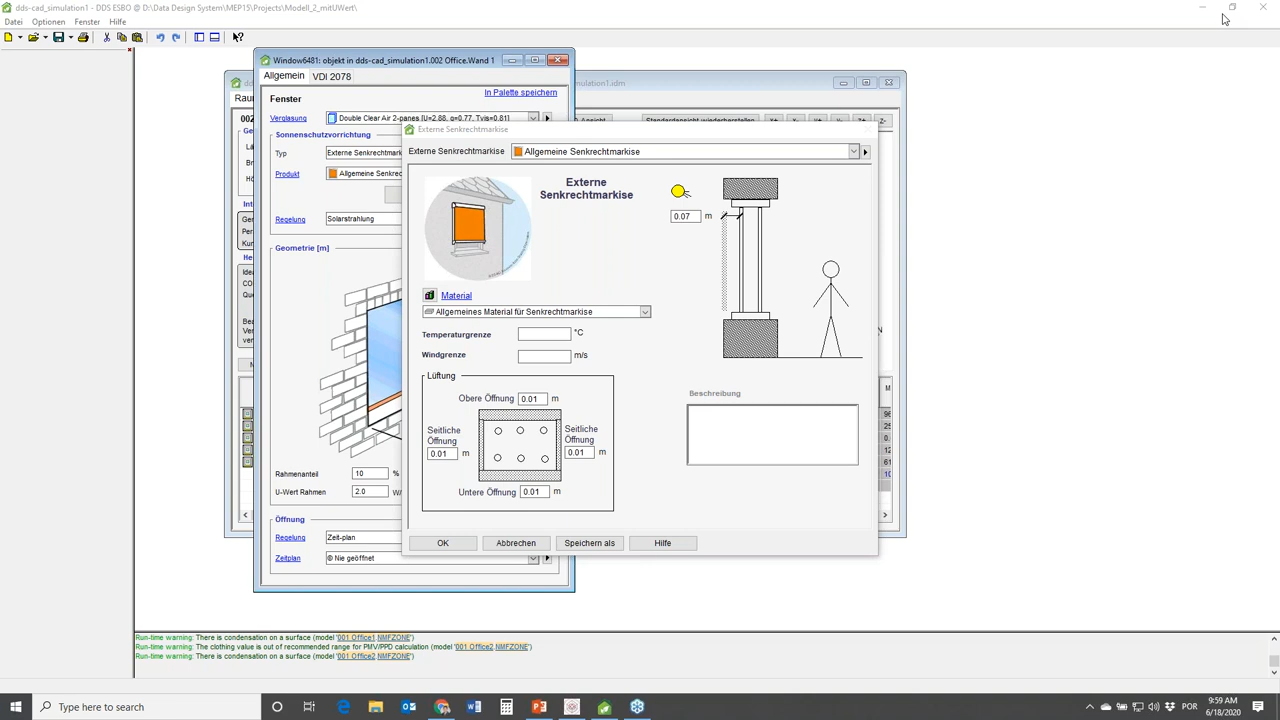 dds-cad_simulation1 - DDS ESBO @ D:\Data Design System\MEP15\Projects\Modell_2_mitUWert\
Datei Optionen Fenster Hilfe
Window6481: objekt in dds-cad_simulation1.002 Office.Wand 1
simulation1.idm
Allgemein VDI 2078
Rau
In Palette speichern
Fenster
Verglasung Double Clear Air 2-panes [U=2.88, g=0.77, Tvis=0.81]
Standardansicht wiederherstellen
Ansicht
Sonnenschutzvorrichtung
Typ Externe Senkrechtmark
Produkt Allgemeine Senkrec
Regelung Solarstrahlung
Geometrie [m]
Rahmenanteil 10 %
U-Wert Rahmen 2.0 W/
Öffnung
Regelung Zeit-plan
Zeitplan © Nie geöffnet
Externe Senkrechtmarkise
Externe Senkrechtmarkise Allgemeine Senkrechtmarkise
Externe
Senkrechtmarkise
0.07 m
Material
Allgemeines Material für Senkrechtmarkise
Temperaturgrenze °C
Windgrenze m/s
Lüftung
Obere Öffnung 0.01 m
Seitliche
Öffnung
0.01 m
Seitliche
Öffnung
0.01 m
Untere Öffnung 0.01 m
Beschreibung
OK Abbrechen Speichern als Hilfe
Run-time warning: There is condensation on a surface (model '001 Office1.NMFZONE')
Run-time warning: The clothing value is out of recommended range for PMV/PPD calculation (model '001 Office2.NMFZONE')
Run-time warning: There is condensation on a surface (model '001 Office2.NMFZONE')
Type here to search
POR
9:59 AM
6/18/2020